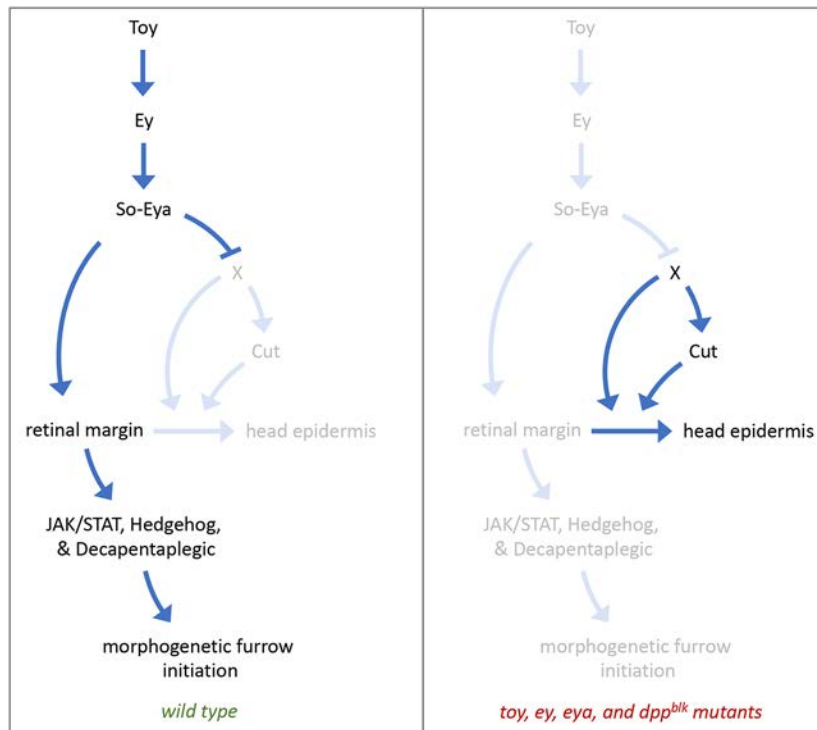 Toy
Ey
So-Eya
X
Cut
retinal margin
head epidermis
JAK/STAT, Hedgehog,
& Decapentaplegic
morphogenetic furrow
initiation
wild type
Toy
Ey
So-Eya
X
Cut
retinal margin
head epidermis
JAK/STAT, Hedgehog,
& Decapentaplegic
morphogenetic furrow
initiation
toy, ey, eya, and dpp^blk mutants